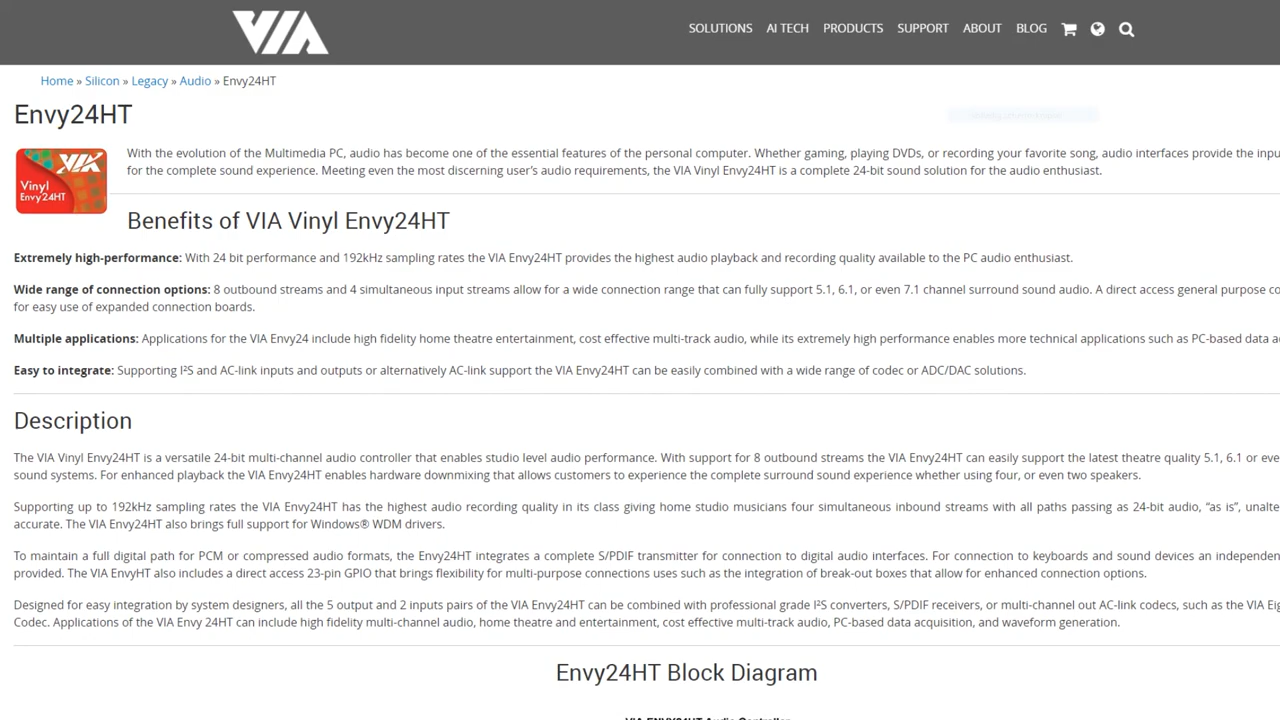 VIA
SOLUTIONS AI TECH PRODUCTS SUPPORT ABOUT BLOG
Home » Silicon » Legacy » Audio » Envy24HT
Envy24HT
VIA
Vinyl
Envy24HT
With the evolution of the Multimedia PC, audio has become one of the essential features of the personal computer. Whether gaming, playing DVDs, or recording your favorite song, audio interfaces provide the inpu
for the complete sound experience. Meeting even the most discerning user's audio requirements, the VIA Vinyl Envy24HT is a complete 24-bit sound solution for the audio enthusiast.
Benefits of VIA Vinyl Envy24HT
Extremely high-performance: With 24 bit performance and 192kHz sampling rates the VIA Envy24HT provides the highest audio playback and recording quality available to the PC audio enthusiast.
Wide range of connection options: 8 outbound streams and 4 simultaneous input streams allow for a wide connection range that can fully support 5.1, 6.1, or even 7.1 channel surround sound audio. A direct access general purpose co
for easy use of expanded connection boards.
Multiple applications: Applications for the VIA Envy24 include high fidelity home theatre entertainment, cost effective multi-track audio, while its extremely high performance enables more technical applications such as PC-based data a
Easy to integrate: Supporting I²S and AC-link inputs and outputs or alternatively AC-link support the VIA Envy24HT can be easily combined with a wide range of codec or ADC/DAC solutions.
Description
The VIA Vinyl Envy24HT is a versatile 24-bit multi-channel audio controller that enables studio level audio performance. With support for 8 outbound streams the VIA Envy24HT can easily support the latest theatre quality 5.1, 6.1 or eve
sound systems. For enhanced playback the VIA Envy24HT enables hardware downmixing that allows customers to experience the complete surround sound experience whether using four, or even two speakers.
Supporting up to 192kHz sampling rates the VIA Envy24HT has the highest audio recording quality in its class giving home studio musicians four simultaneous inbound streams with all paths passing as 24-bit audio, “as is”, unalte
accurate. The VIA Envy24HT also brings full support for Windows® WDM drivers.
To maintain a full digital path for PCM or compressed audio formats, the Envy24HT integrates a complete S/PDIF transmitter for connection to digital audio interfaces. For connection to keyboards and sound devices an independen
provided. The VIA EnvyHT also includes a direct access 23-pin GPIO that brings flexibility for multi-purpose connections uses such as the integration of break-out boxes that allow for enhanced connection options.
Designed for easy integration by system designers, all the 5 output and 2 inputs pairs of the VIA Envy24HT can be combined with professional grade I²S converters, S/PDIF receivers, or multi-channel out AC-link codecs, such as the VIA Eig
Codec. Applications of the VIA Envy 24HT can include high fidelity multi-channel audio, home theatre and entertainment, cost effective multi-track audio, PC-based data acquisition, and waveform generation.
Envy24HT Block Diagram
VIA ENVY24HT Audio Controller